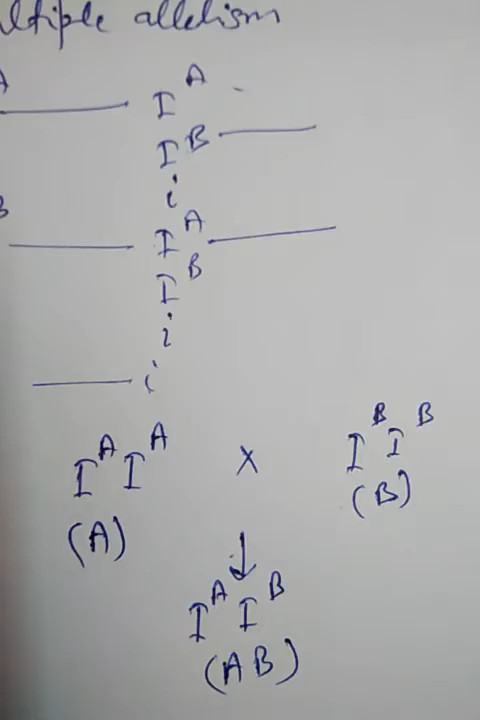 ltiple allelism
A
I^A
I^B
i
B
I^A
I^B
i
i
I^A I^A × I^B I^B
(A) (B)
↓
I^A I^B
(AB)